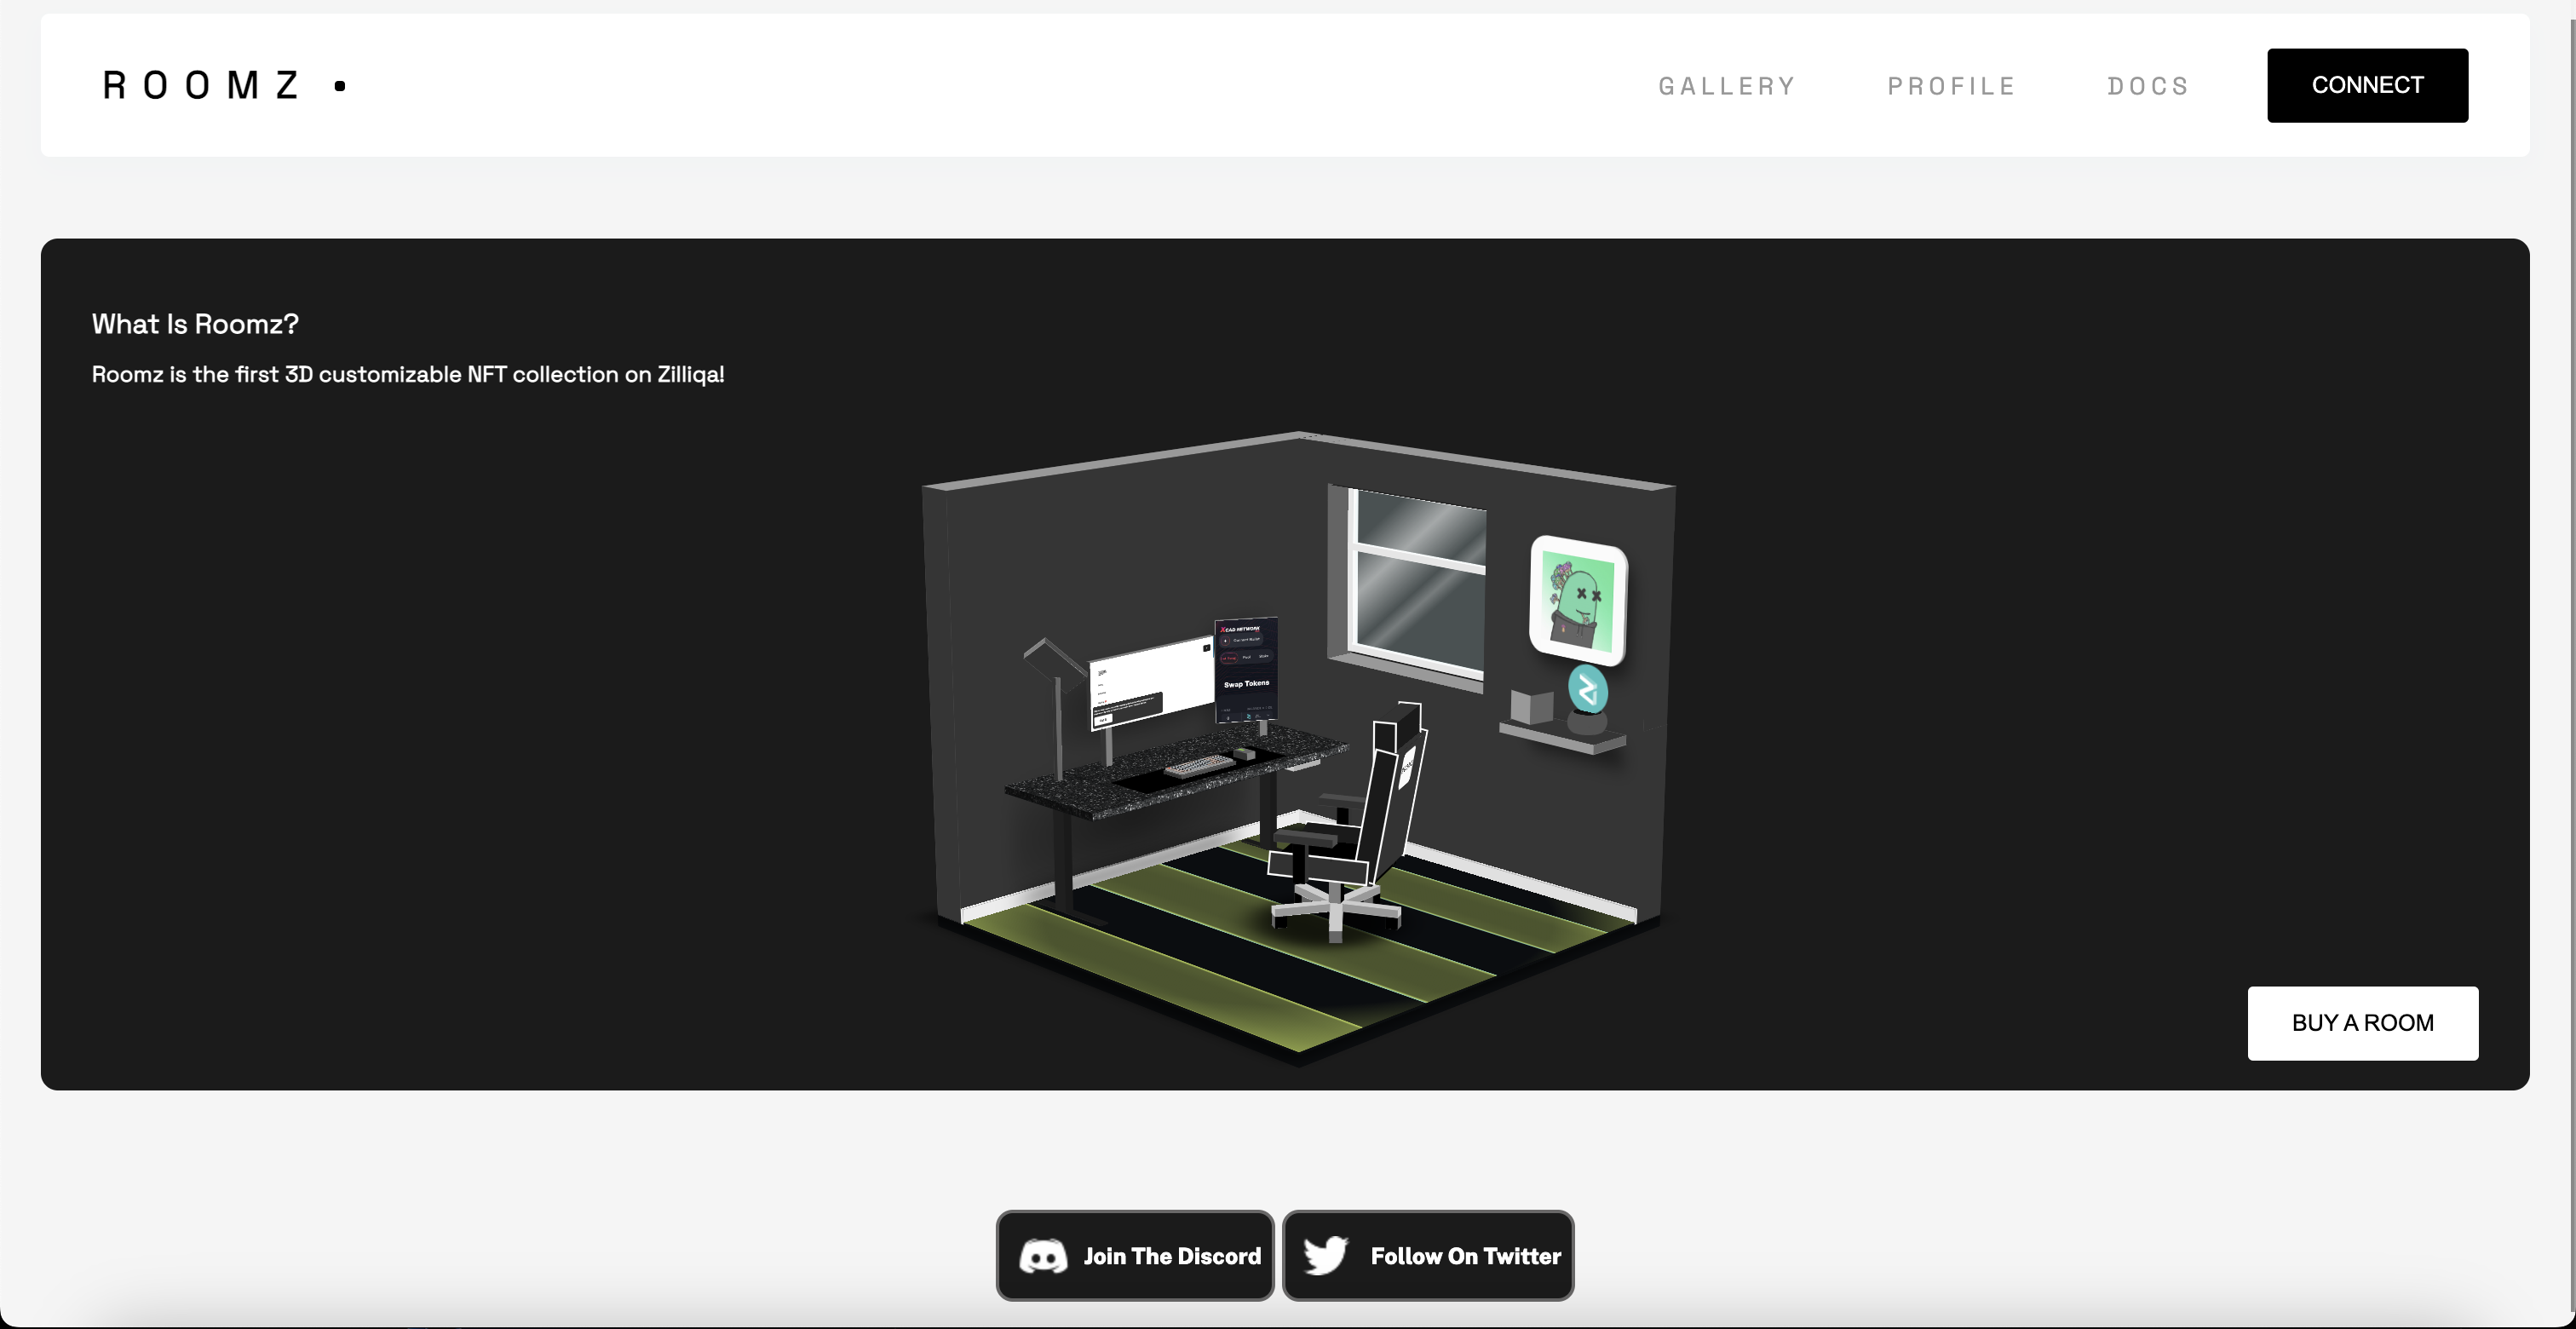 ROOMZ
GALLERY
PROFILE
DOCS
CONNECT
What Is Roomz?
Roomz is the first 3D customizable NFT collection on Zilliqa!
XCAD NETWORK
Swap Tokens
BUY A ROOM
Join The Discord
Follow On Twitter